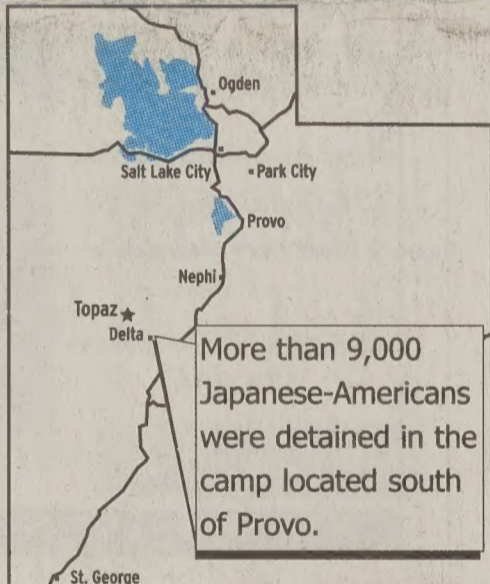 Ogden
Salt Lake City
Park City
Provo
Nephi
Topaz
Delta
More than 9,000
Japanese-Americans
were detained in the
camp located south
of Provo.
St. George